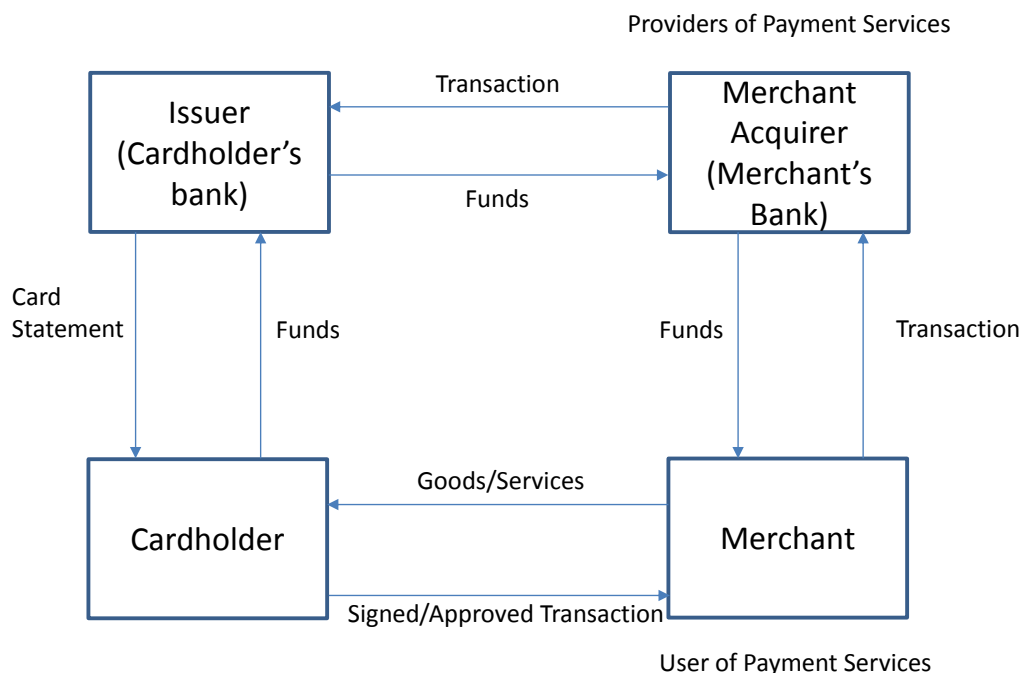 Providers of Payment Services
Transaction
Issuer
(Cardholder’s
bank)
Merchant
Acquirer
(Merchant’s
Bank)
Funds
Card
Statement
Funds
Funds
Transaction
Goods/Services
Cardholder
Merchant
Signed/Approved Transaction
User of Payment Services